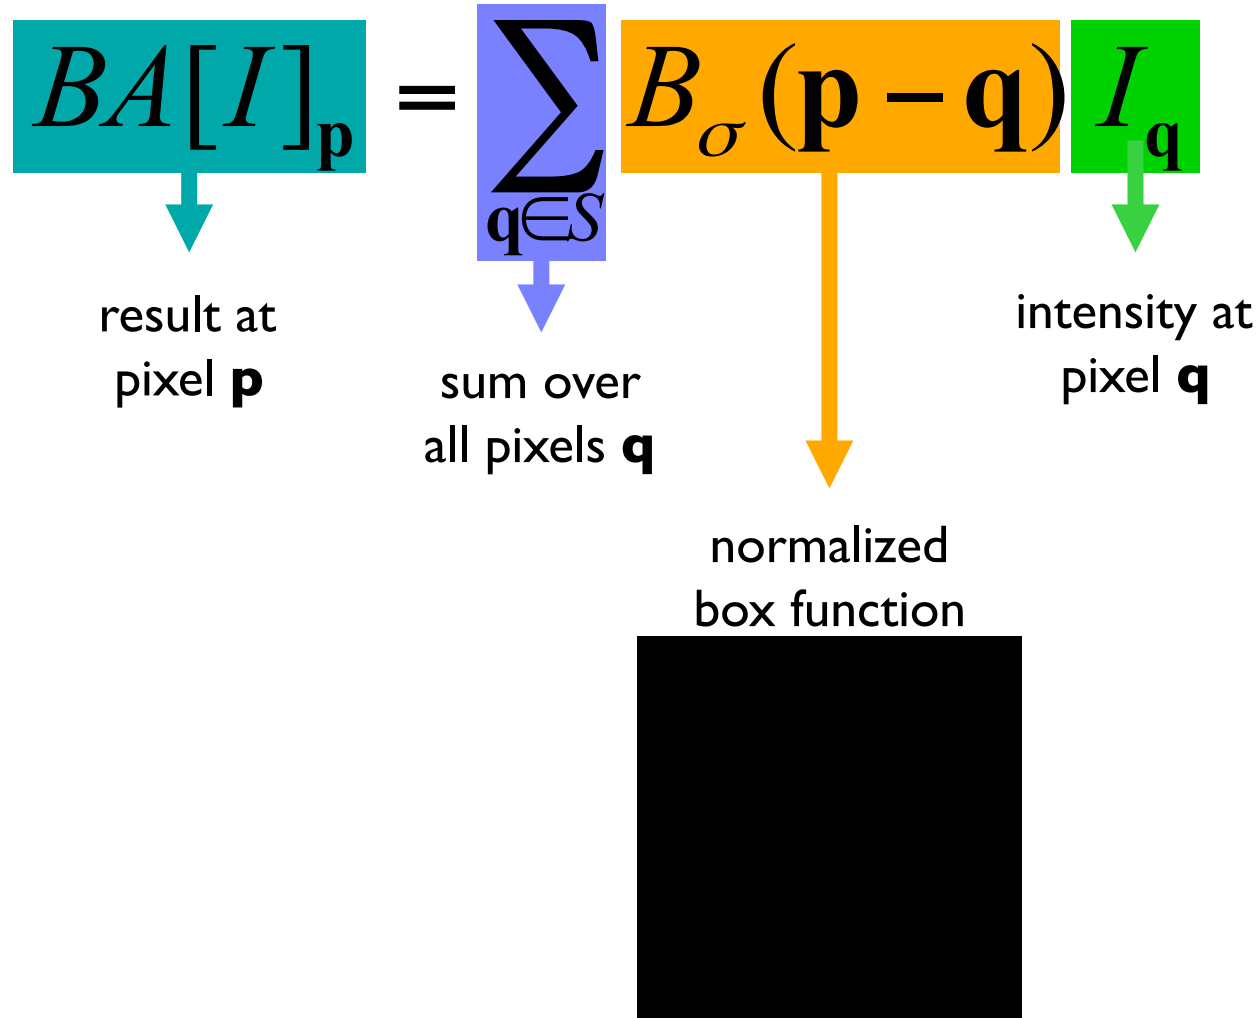 BA[I]p = ∑q∈S Bσ(p − q) Iq
result at
pixel p
sum over
all pixels q
normalized
box function
intensity at
pixel q